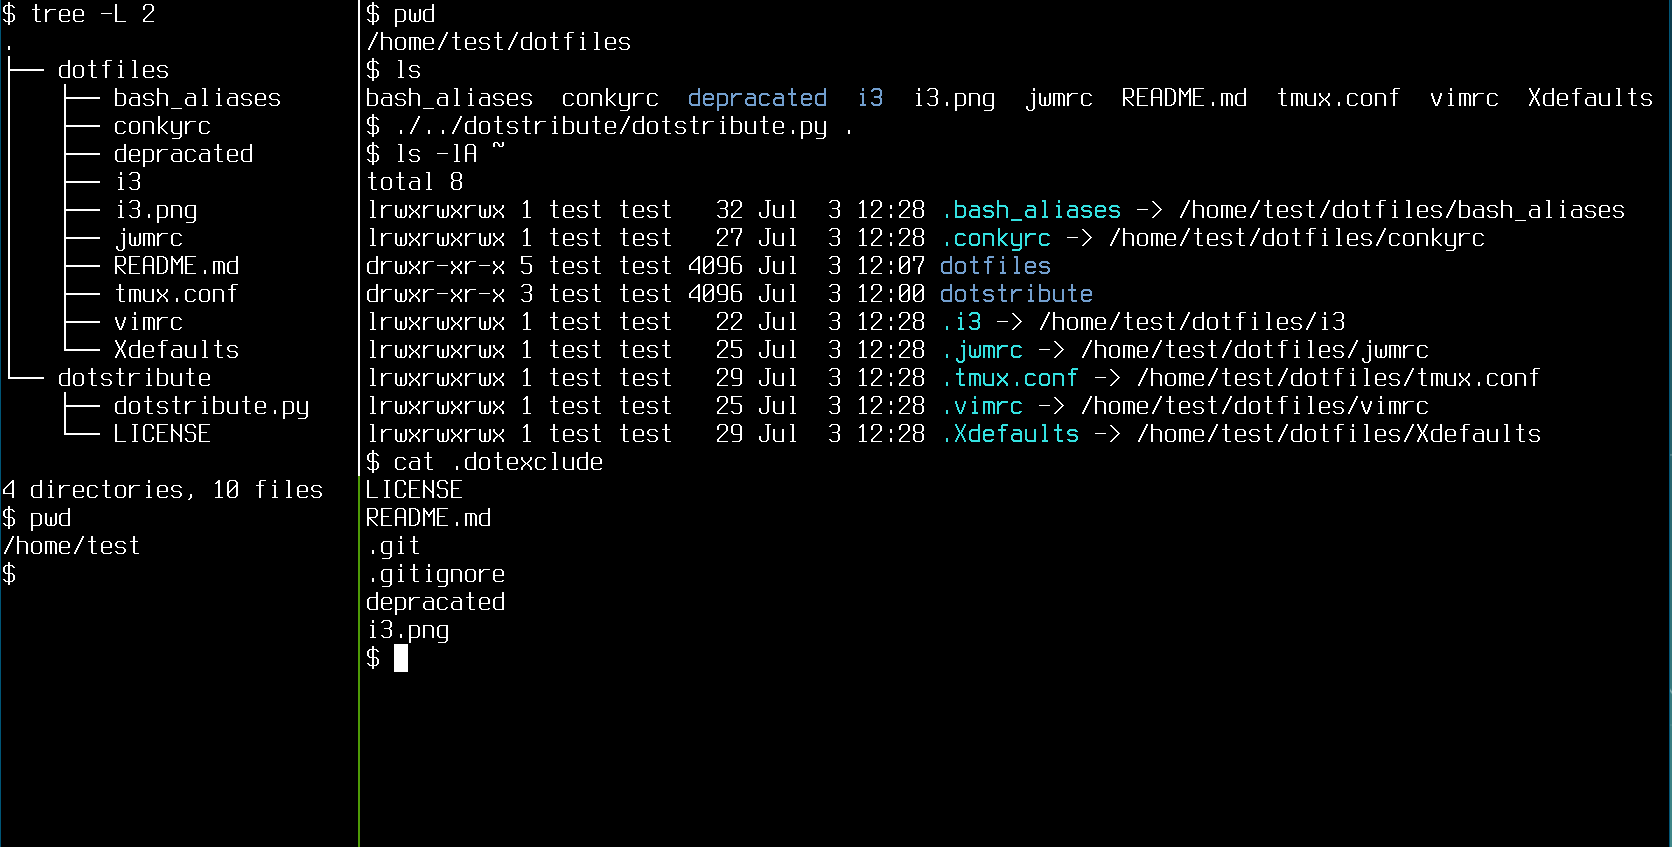 $ tree -L 2
.
├── dotfiles
│   ├── bash_aliases
│   ├── conkyrc
│   ├── depracated
│   ├── i3
│   ├── i3.png
│   ├── jwmrc
│   ├── README.md
│   ├── tmux.conf
│   ├── vimrc
│   └── Xdefaults
└── dotstribute
    ├── dotstribute.py
    └── LICENSE

4 directories, 10 files
$ pwd
/home/test
$
$ pwd
/home/test/dotfiles
$ ls
bash_aliases  conkyrc  depracated  i3  i3.png  jwmrc  README.md  tmux.conf  vimrc  Xdefaults
$ ./../dotstribute/dotstribute.py .
$ ls -lA ~
total 8
lrwxrwxrwx 1 test test   32 Jul  3 12:28 .bash_aliases -> /home/test/dotfiles/bash_aliases
lrwxrwxrwx 1 test test   27 Jul  3 12:28 .conkyrc -> /home/test/dotfiles/conkyrc
drwxr-xr-x 5 test test 4096 Jul  3 12:07 dotfiles
drwxr-xr-x 3 test test 4096 Jul  3 12:00 dotstribute
lrwxrwxrwx 1 test test   22 Jul  3 12:28 .i3 -> /home/test/dotfiles/i3
lrwxrwxrwx 1 test test   25 Jul  3 12:28 .jwmrc -> /home/test/dotfiles/jwmrc
lrwxrwxrwx 1 test test   29 Jul  3 12:28 .tmux.conf -> /home/test/dotfiles/tmux.conf
lrwxrwxrwx 1 test test   25 Jul  3 12:28 .vimrc -> /home/test/dotfiles/vimrc
lrwxrwxrwx 1 test test   29 Jul  3 12:28 .Xdefaults -> /home/test/dotfiles/Xdefaults
$ cat .dotexclude
LICENSE
README.md
.git
.gitignore
depracated
i3.png
$